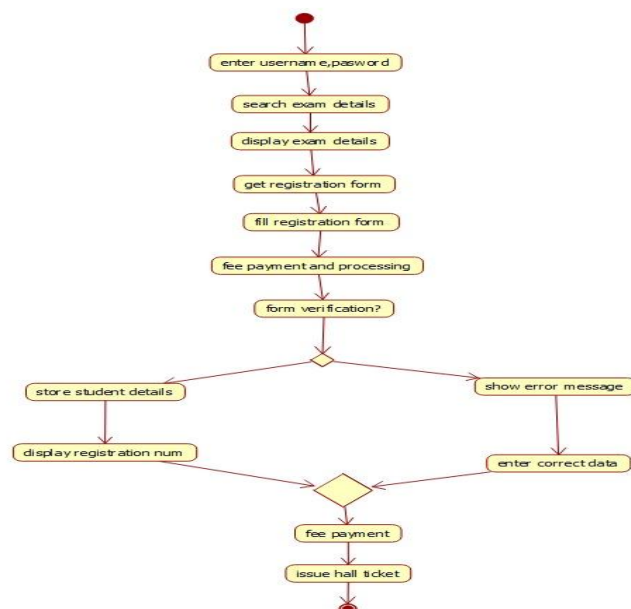 enter username,pasword
search exam details
display exam details
get registration form
fill registration form
fee payment and processing
form verification?
store student details
show error message
display registration num
enter correct data
fee payment
issue hall ticket